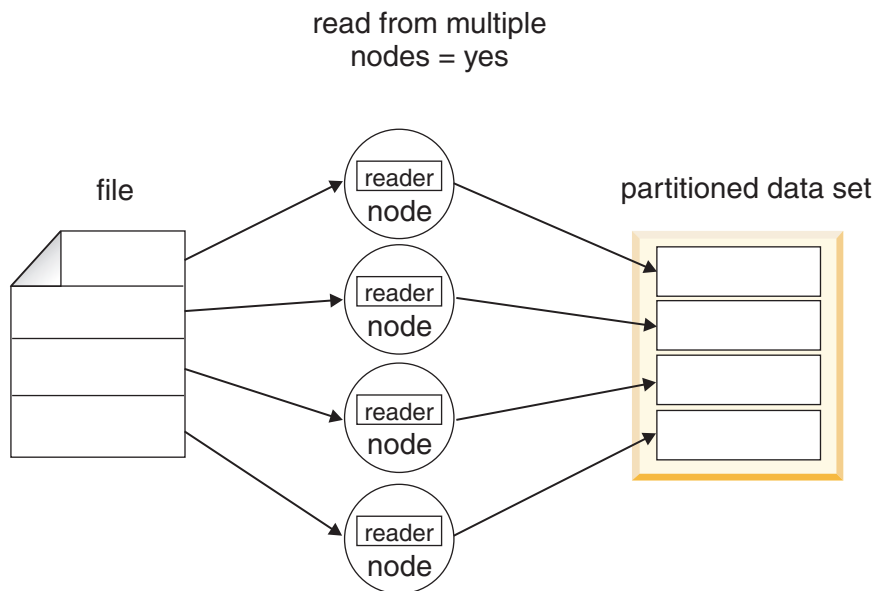 read from multiple
nodes = yes
file
partitioned data set
reader
node
reader
node
reader
node
reader
node